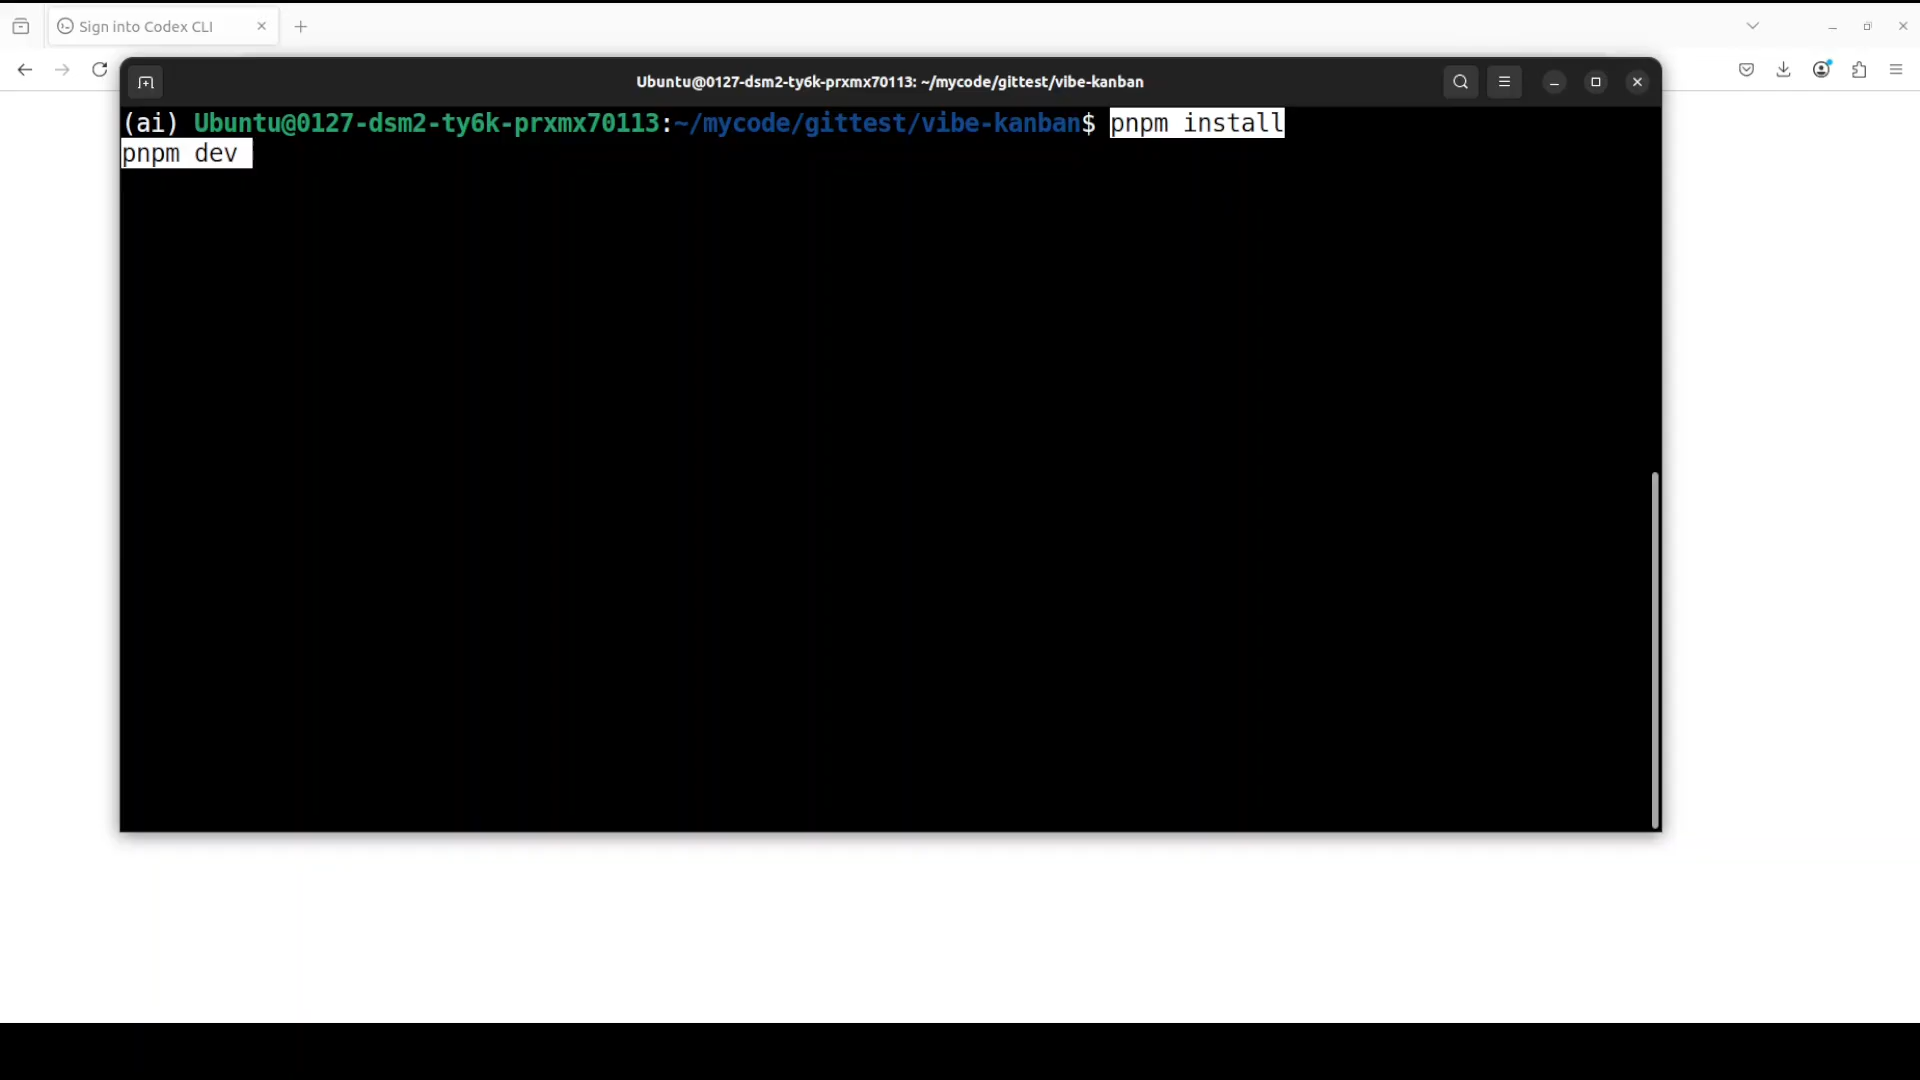 Sign into Codex CLI
Ubuntu@0127-dsm2-ty6k-prxmx70113: ~/mycode/gittest/vibe-kanban
(ai) Ubuntu@0127-dsm2-ty6k-prxmx70113:~/mycode/gittest/vibe-kanban$ pnpm install
pnpm dev